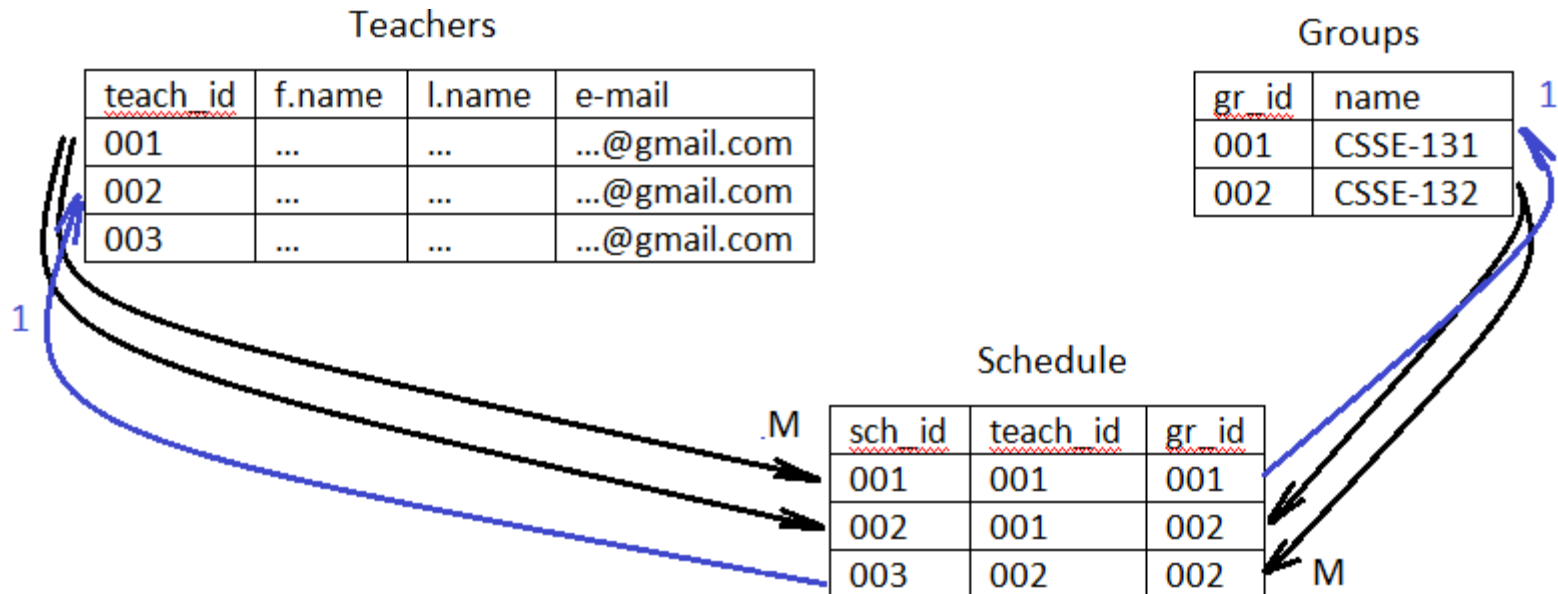 Teachers
teach_id f.name l.name e-mail
001 ... ... ...@gmail.com
002 ... ... ...@gmail.com
003 ... ... ...@gmail.com
1
Groups
gr_id name
001 CSSE-131
002 CSSE-132
1
Schedule
M
sch_id teach_id gr_id
001 001 001
002 001 002
003 002 002
M